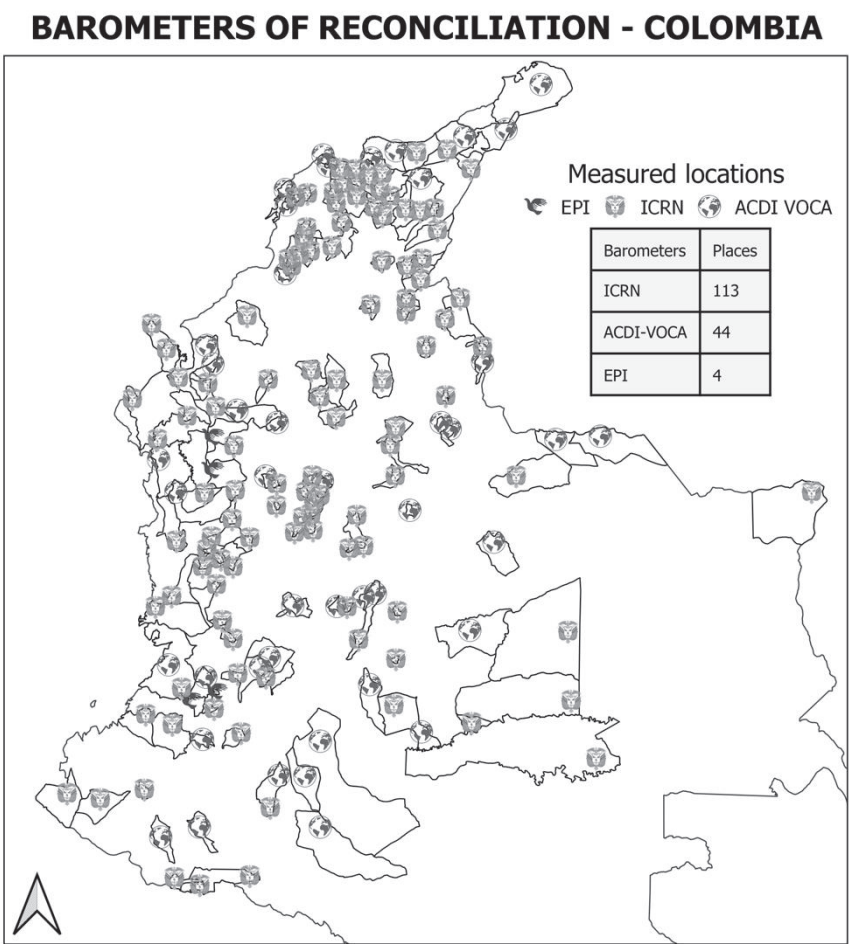 BAROMETERS OF RECONCILIATION - COLOMBIA
Measured locations
EPI ICRN ACDI VOCA
Barometers Places
ICRN 113
ACDI-VOCA 44
EPI 4